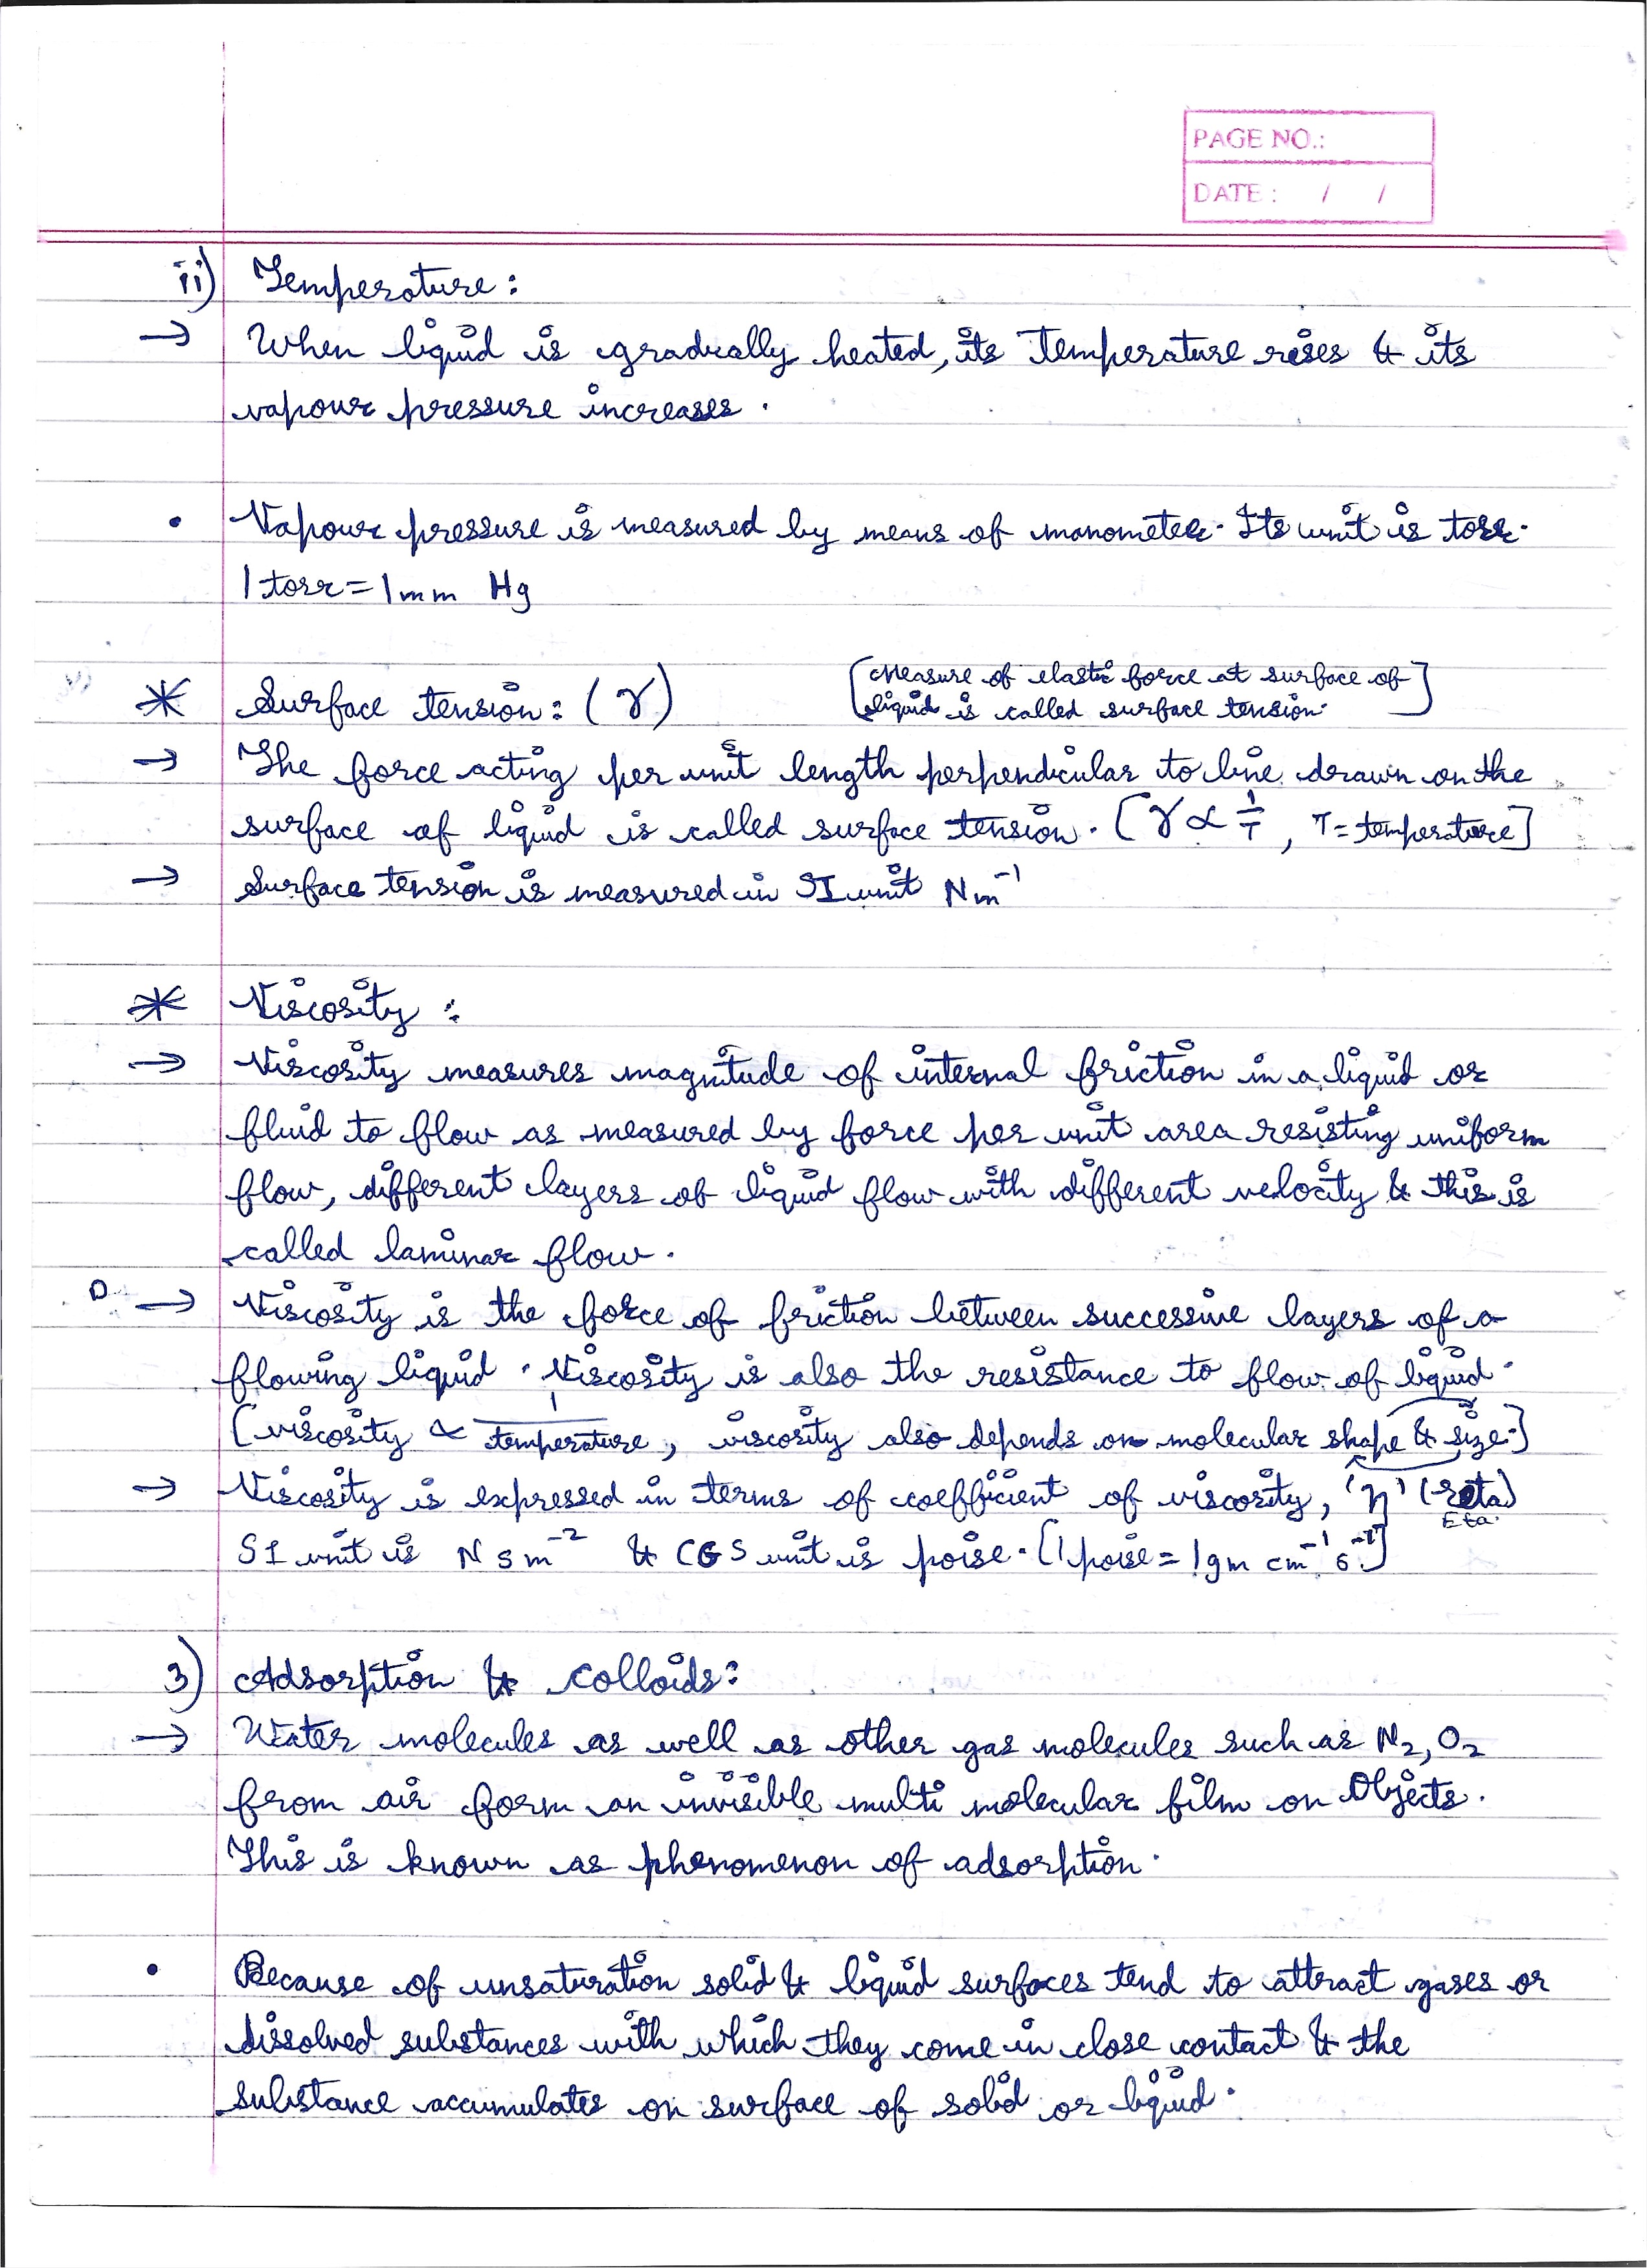 PAGE NO.:
DATE : / /
ii) Temperature :
→ When liquid is gradually heated, its Temperature rises & its
vapour pressure increases .
• Vapour pressure is measured by means of manometer. Its unit is torr.
1 torr = 1 mm Hg
* Surface tension : (γ) [Measure of elastic force at surface of
liquid is called surface tension.]
→ The force acting per unit length perpendicular to line drawn on the
surface of liquid is called surface tension. [γ ∝ 1/T , T = temperature]
→ Surface tension is measured in SI unit Nm⁻¹
* Viscosity :
→ Viscosity measures magnitude of internal friction in a liquid or
fluid to flow as measured by force per unit area resisting uniform
flow, different layers of liquid flow with different velocity & this is
called laminar flow .
→ Viscosity is the force of friction between successive layers of a
flowing liquid . Viscosity is also the resistance to flow of liquid .
[viscosity ∝ 1/temperature , viscosity also depends on molecular shape & size.]
→ Viscosity is expressed in terms of coefficient of viscosity, 'η' (zeta)
Eta.
SI unit is N s m⁻² & CGS unit is poise . [1 poise = 1 gm cm⁻¹ s⁻¹]
3) Adsorption & colloids :
→ Water molecules as well as other gas molecules such as N₂, O₂
from air form an invisible multi molecular film on Objects.
This is known as phenomenon of adsorption .
• Because of unsaturation solid & liquid surfaces tend to attract gases or
dissolved substances with which they come in close contact & the
substance accumulates on surface of solid or liquid .